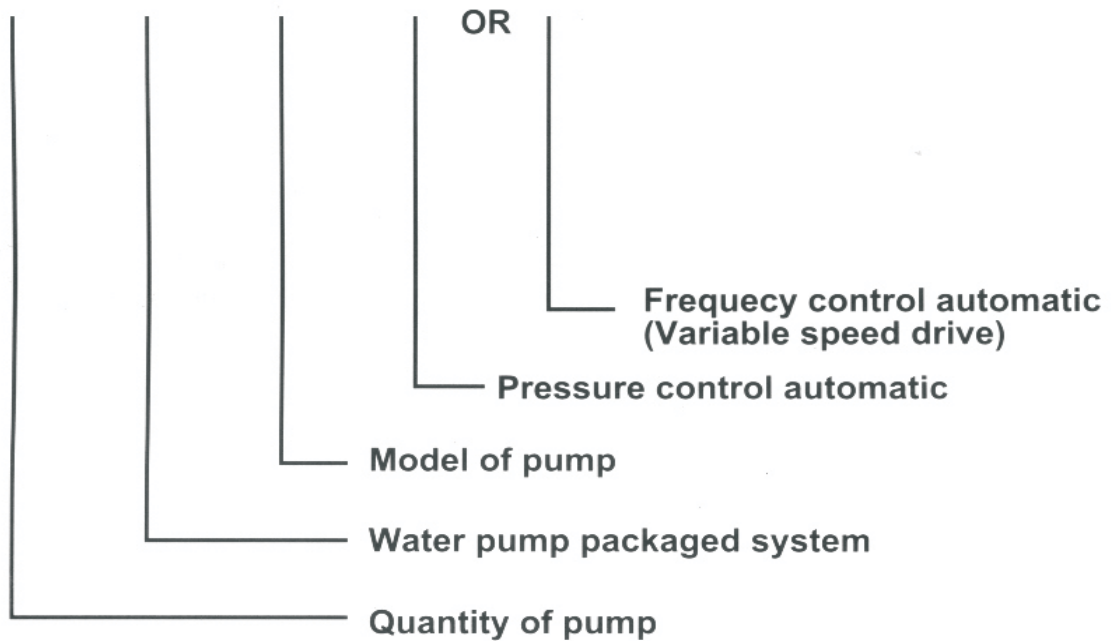 OR
Frequecy control automatic
(Variable speed drive)
Pressure control automatic
Model of pump
Water pump packaged system
Quantity of pump